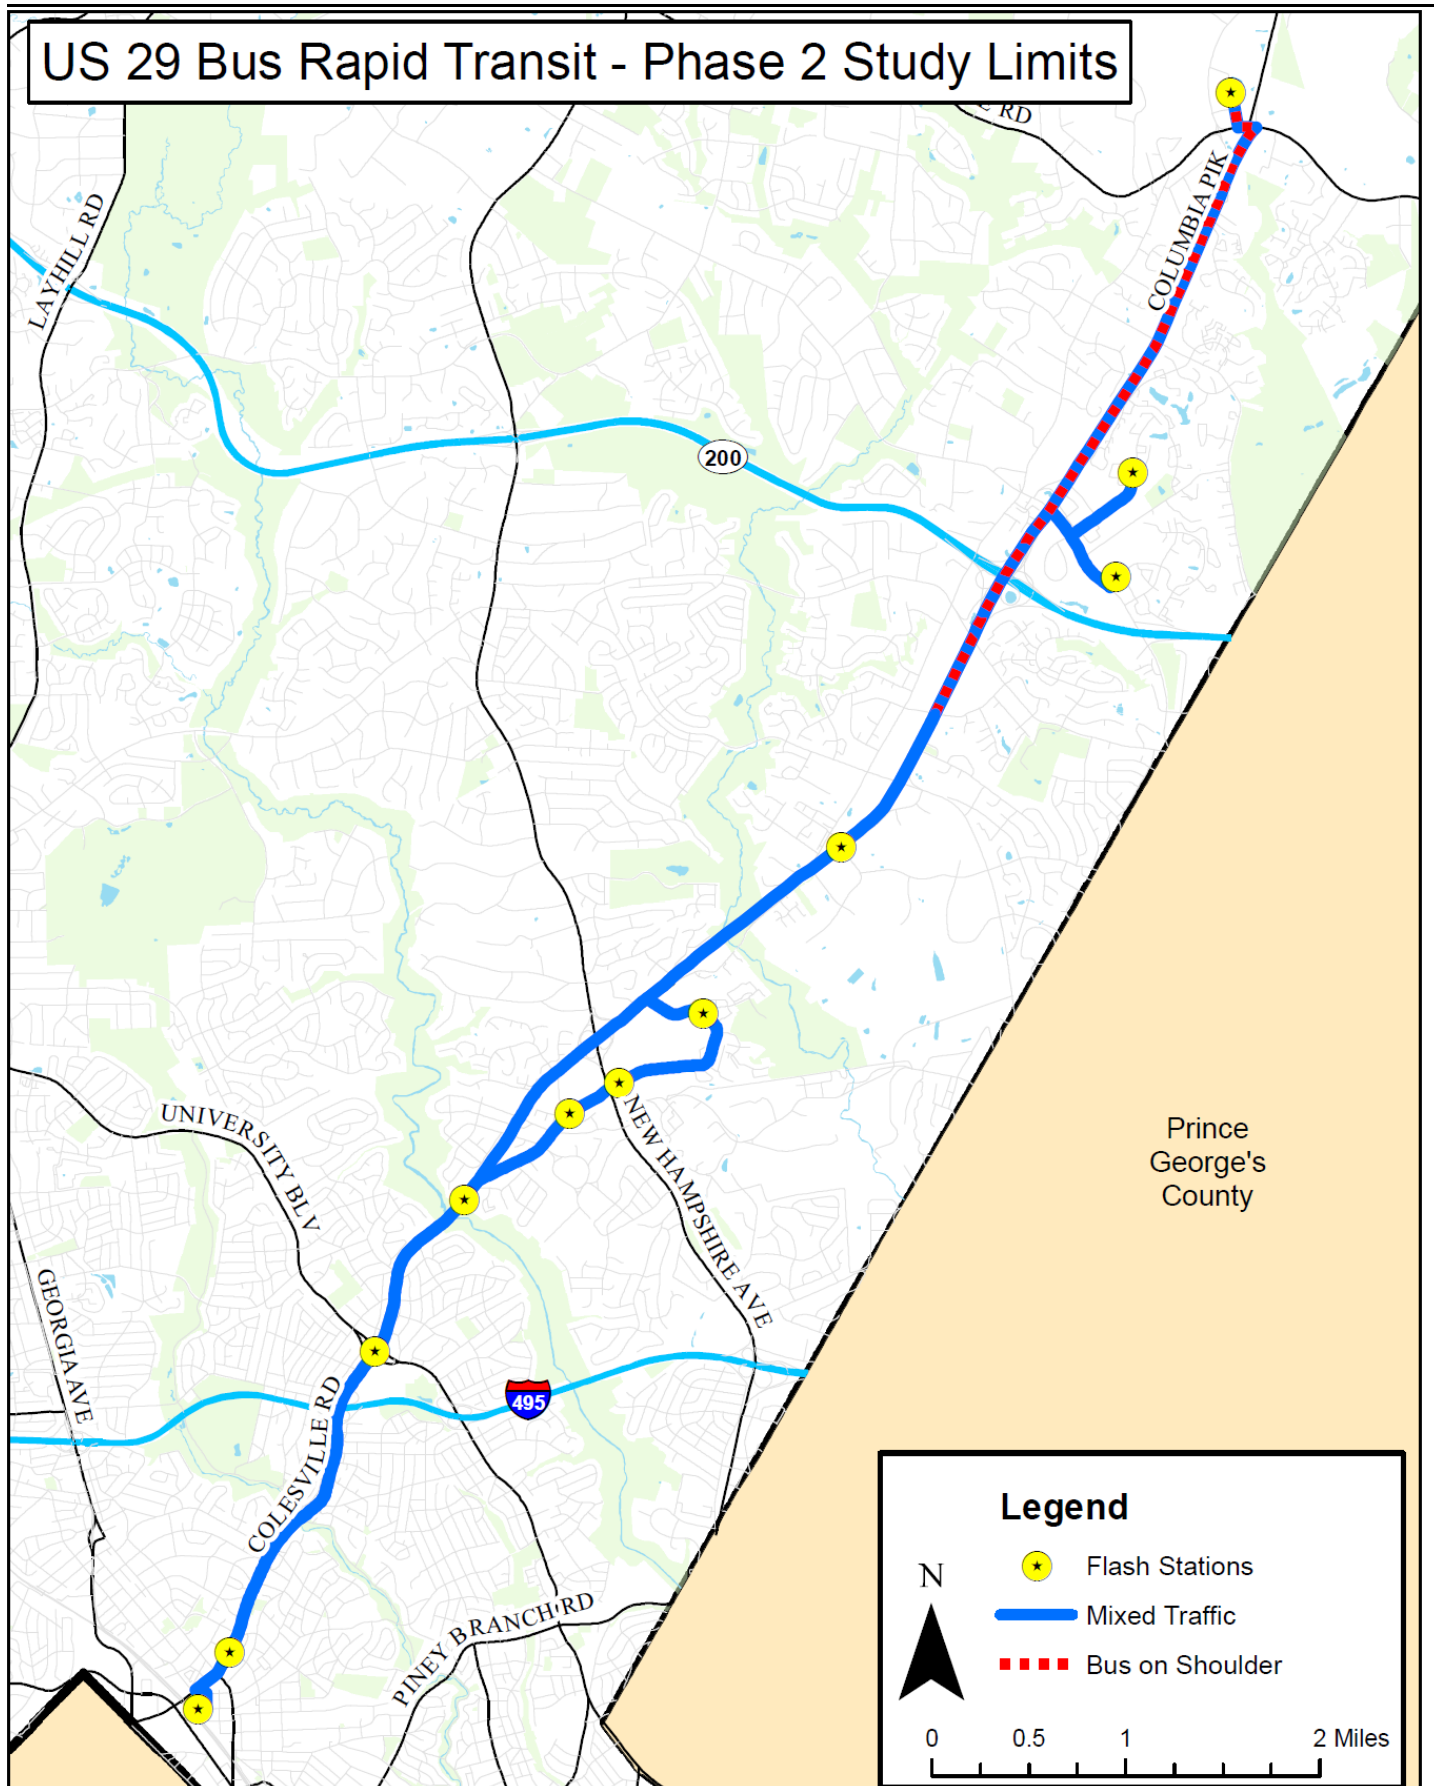 US 29 Bus Rapid Transit - Phase 2 Study Limits
E RD
COLUMBIA PIK
LAYHILL RD
200
UNIVERSITY BLV
NEW HAMPSHIRE AVE
Prince
George's
County
GEORGIA AVE
495
COLESVILLE RD
PINEY BRANCH RD
Legend
N
Flash Stations
Mixed Traffic
Bus on Shoulder
0 0.5 1 2 Miles